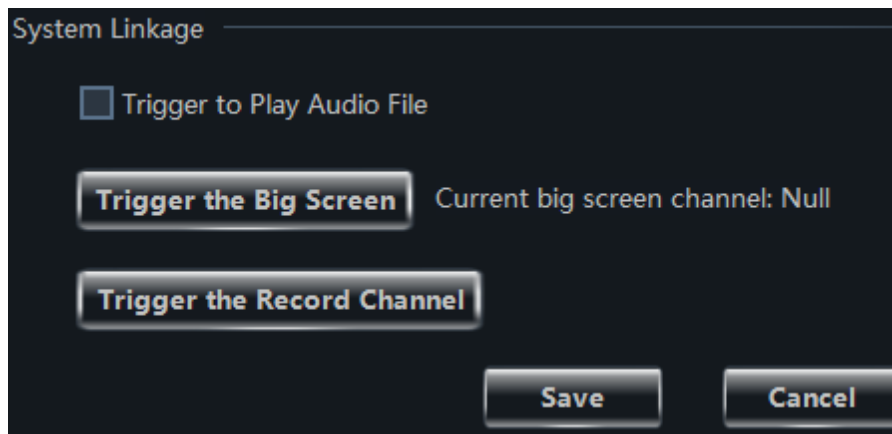 System Linkage
Trigger to Play Audio File
Trigger the Big Screen Current big screen channel: Null
Trigger the Record Channel
Save Cancel